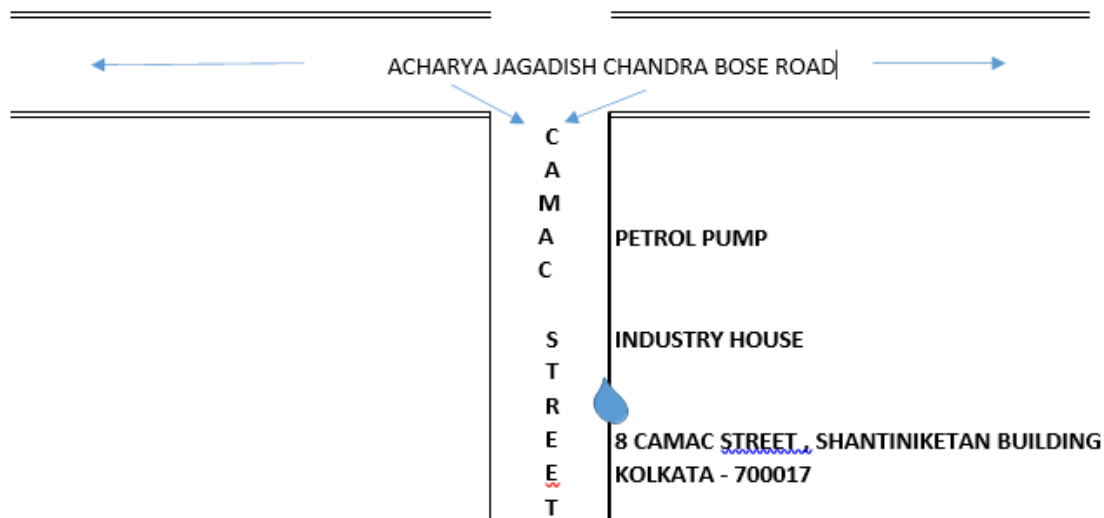 ACHARYA JAGADISH CHANDRA BOSE ROAD
C
A
M
A
C
S
T
R
E
E
T
PETROL PUMP
INDUSTRY HOUSE
8 CAMAC STREET , SHANTINIKETAN BUILDING
KOLKATA - 700017